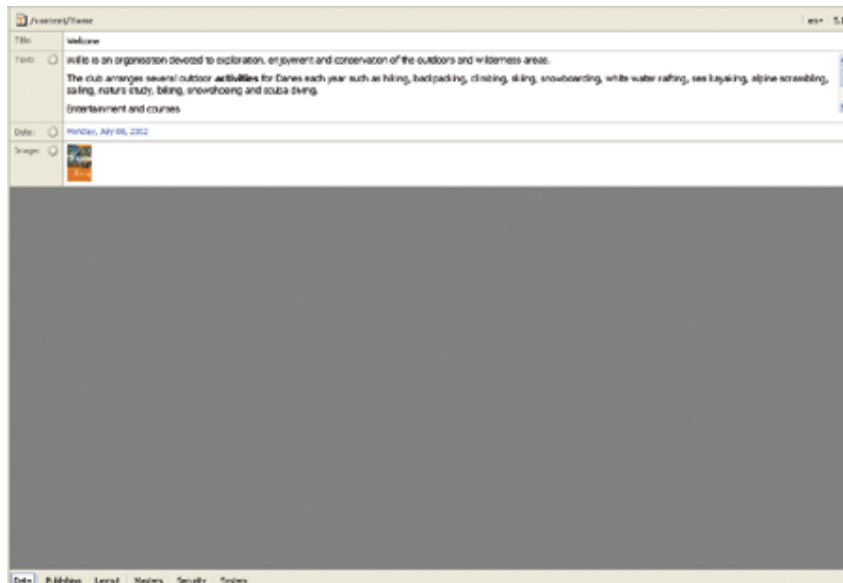 /content/Home en 5.
Title: Welcome
Text: Wille is an organisation devoted to exploration, enjoyment and conservation of the outdoors and wilderness areas.
The club arranges several outdoor activities for Danes each year such as hiking, backpacking, climbing, skiing, snowboarding, white water rafting, sea kayaking, alpine scrambling,
sailing, nature study, biking, snowshoeing and scuba diving.
Entertainment and courses
Date: Monday, July 08, 2002
Image:
Data Publishing Layout Masters Security System